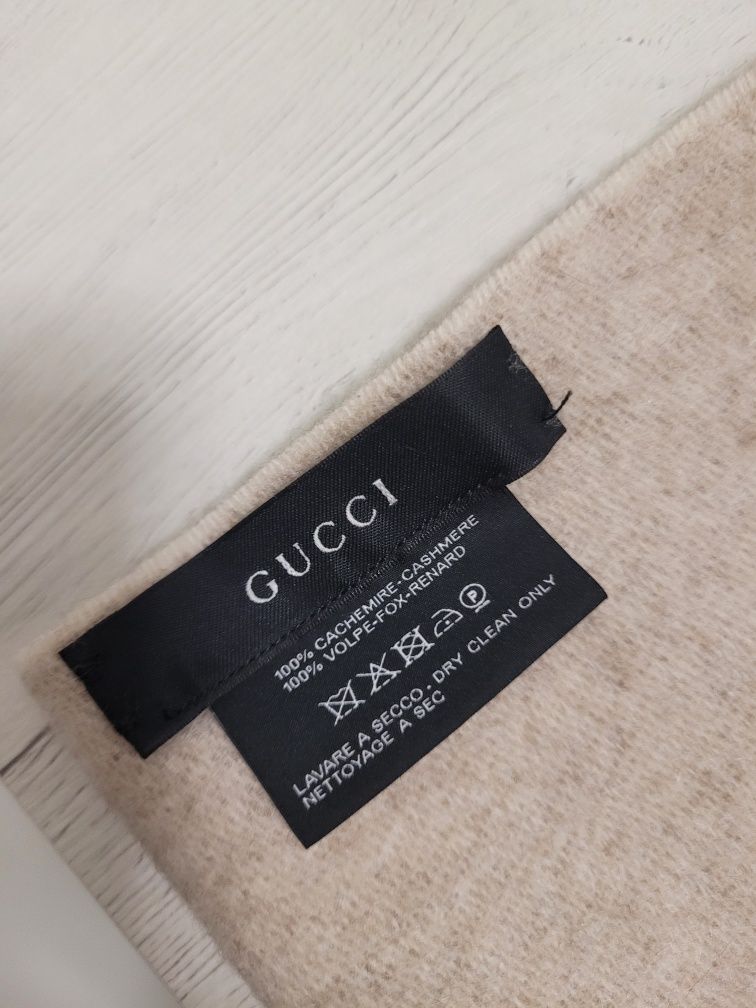 GUCCI
100% CACHEMIRE-CASHMERE
100% VOLPE-FOX-RENARD
P
LAVARE A SECCO - DRY CLEAN ONLY
NETTOYAGE A SEC